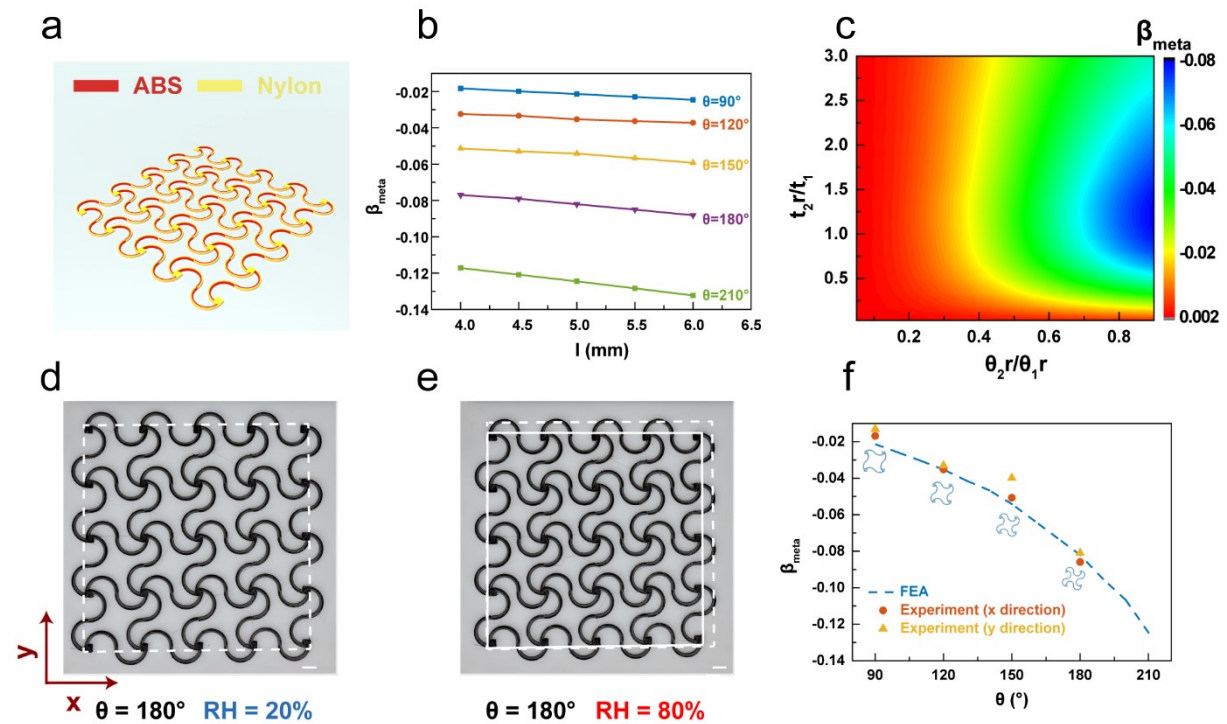 a
ABS Nylon
b
-0.02
-0.04
-0.06
-0.08
-0.10
-0.12
-0.14
β_meta
θ=90°
θ=120°
θ=150°
θ=180°
θ=210°
4.0 4.5 5.0 5.5 6.0 6.5
l (mm)
c
β_meta
3.0
2.5
2.0
1.5
1.0
0.5
t₂r/t₁
0.2 0.4 0.6 0.8
θ₂r/θ₁r
-0.08
-0.06
-0.04
-0.02
0.002
d
y
x
θ = 180° RH = 20%
e
θ = 180° RH = 80%
f
-0.02
-0.04
-0.06
-0.08
-0.10
-0.12
-0.14
β_meta
FEA
Experiment (x direction)
Experiment (y direction)
90 120 150 180 210
θ (°)